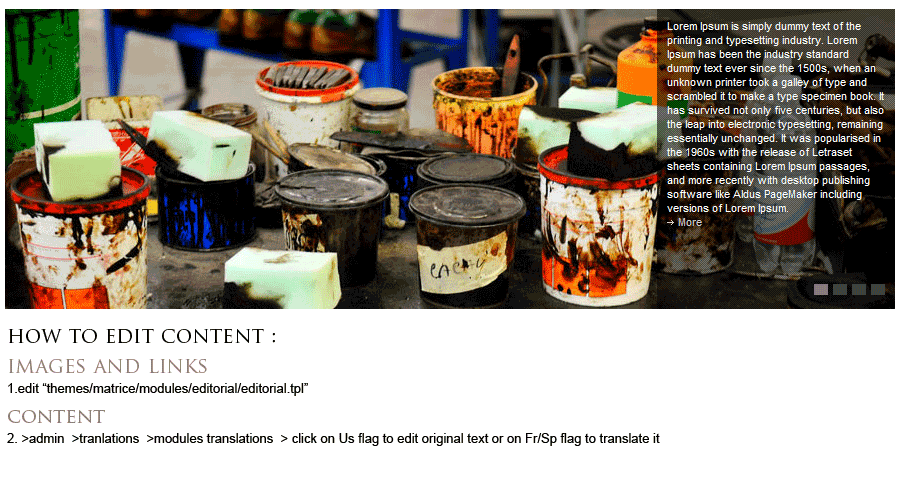 Lorem Ipsum is simply dummy text of the
printing and typesetting industry. Lorem
Ipsum has been the industry standard
dummy text ever since the 1500s, when an
unknown printer took a galley of type and
scrambled it to make a type specimen book. It
has survived not only five centuries, but also
the leap into electronic typesetting, remaining
essentially unchanged. It was popularised in
the 1960s with the release of Letraset
sheets containing Lorem Ipsum passages,
and more recently with desktop publishing
software like Aldus PageMaker including
versions of Lorem Ipsum.
→ More
CACAU
HOW TO EDIT CONTENT :
IMAGES AND LINKS
1.edit “themes/matrice/modules/editorial/editorial.tpl”
CONTENT
2. >admin >tranlations >modules translations > click on Us flag to edit original text or on Fr/Sp flag to translate it